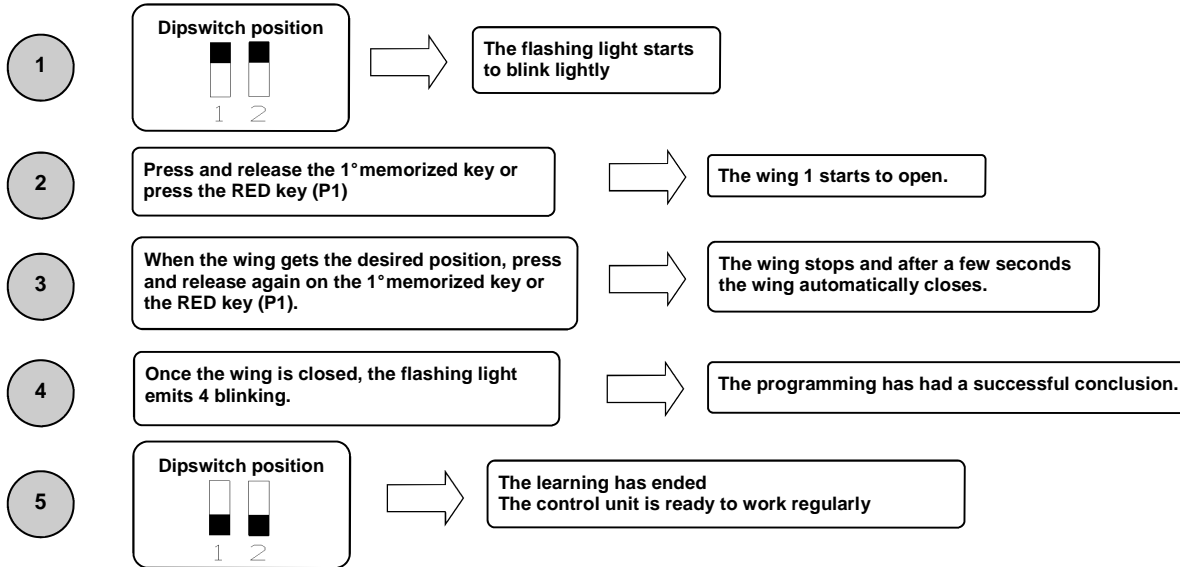 1
Dipswitch position
1 2
The flashing light starts
to blink lightly
2
Press and release the 1°memorized key or
press the RED key (P1)
The wing 1 starts to open.
3
When the wing gets the desired position, press
and release again on the 1°memorized key or
the RED key (P1).
The wing stops and after a few seconds
the wing automatically closes.
4
Once the wing is closed, the flashing light
emits 4 blinking.
The programming has had a successful conclusion.
5
Dipswitch position
1 2
The learning has ended
The control unit is ready to work regularly